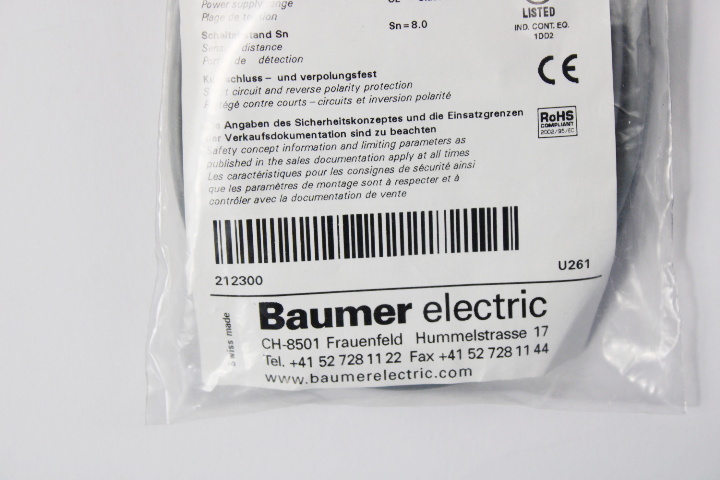 Power supply range
Plage de tension
Sn = 8.0
LISTED
IND. CONT. EQ.
1DD2
Schaltabstand Sn
distance
détection
CE
Kurzschluss – und verpolungsfest
Short circuit and reverse polarity protection
Protégé contre courts – circuits et inversion polarité
Die Angaben des Sicherheitskonzeptes und die Einsatzgrenzen
der Verkaufsdokumentation sind zu beachten
Safety concept information and limiting parameters as
published in the sales documentation apply at all times
Les caractéristiques pour les consignes de sécurité ainsi
que les paramètres de montage sont à respecter et à
contrôler avec la documentation de vente
RoHS
COMPLIANT
2002/95/EC
212300
U261
swiss made
Baumer electric
CH-8501 Frauenfeld Hummelstrasse 17
Tel. +41 52 728 11 22 Fax +41 52 728 11 44
www.baumerelectric.com